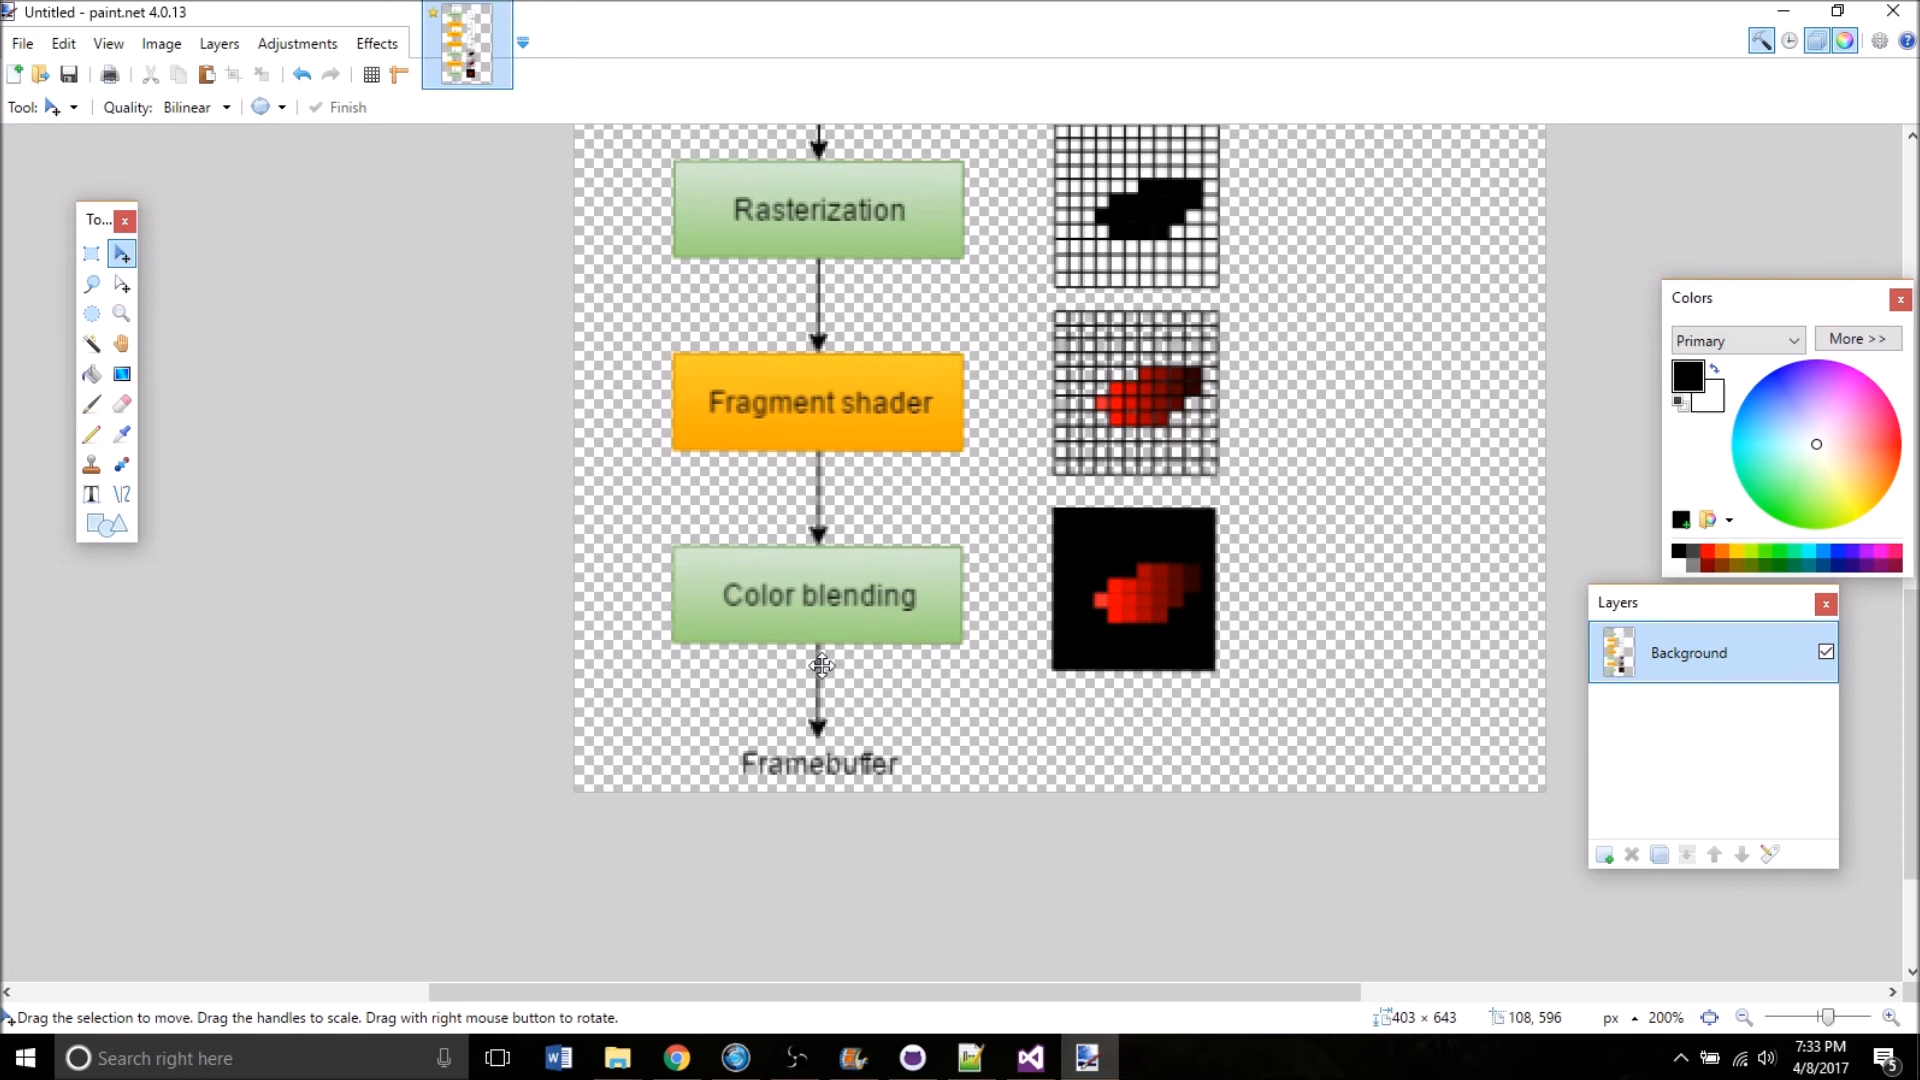 Untitled - paint.net 4.0.13
File Edit View Image Layers Adjustments Effects
Tool: Quality: Bilinear Finish
To...
Rasterization
Fragment shader
Color blending
Framebuffer
Colors
Primary More >>
Layers
Background
Drag the selection to move. Drag the handles to scale. Drag with right mouse button to rotate.
403 × 643 108, 596 px 200%
Search right here
7:33 PM
4/8/2017
5